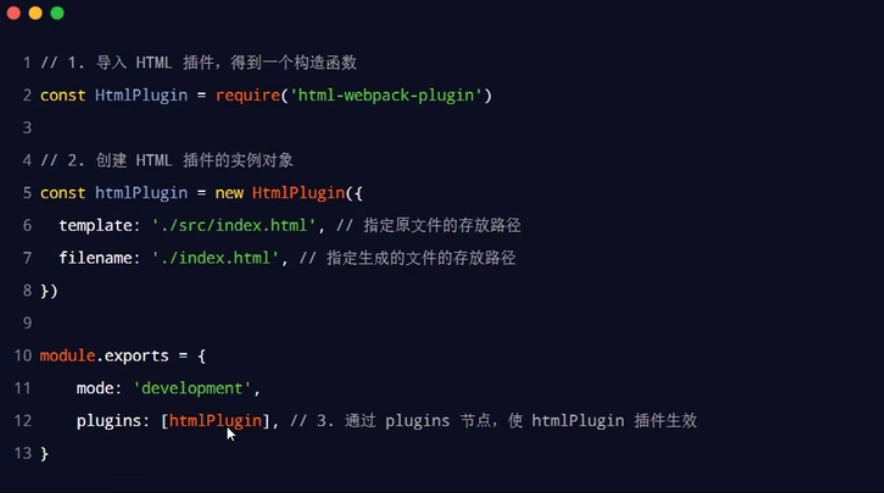 1 // 1. 导入 HTML 插件，得到一个构造函数
2 const HtmlPlugin = require('html-webpack-plugin')
3
4 // 2. 创建 HTML 插件的实例对象
5 const htmlPlugin = new HtmlPlugin({
6   template: './src/index.html', // 指定原文件的存放路径
7   filename: './index.html', // 指定生成的文件的存放路径
8 })
9
10 module.exports = {
11     mode: 'development',
12     plugins: [htmlPlugin], // 3. 通过 plugins 节点，使 htmlPlugin 插件生效
13 }